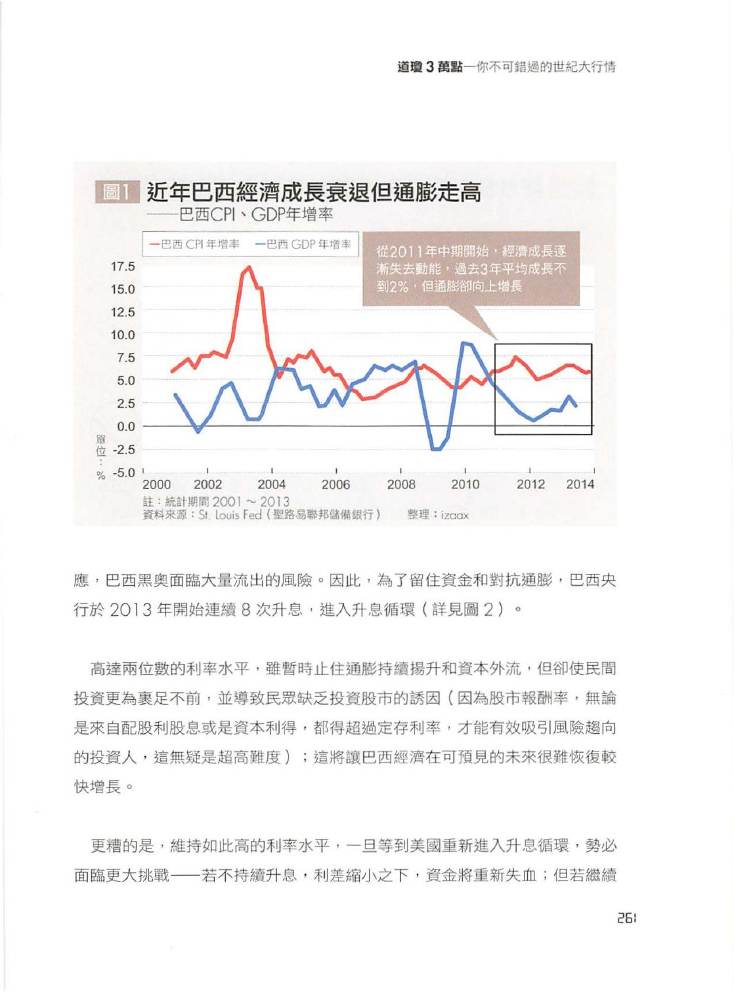 道瓊 3 萬點—你不可錯過的世紀大行情
圖1 近年巴西經濟成長衰退但通膨走高
——巴西CPI、GDP年增率
巴西 CPI 年增率 巴西 GDP 年增率
從2011年中期開始，經濟成長逐
漸失去動能，過去3年平均成長不
到2%，但通膨卻向上增長
17.5
15.0
12.5
10.0
7.5
5.0
2.5
0.0
-2.5
-5.0
單位：%
2000 2002 2004 2006 2008 2010 2012 2014
註：統計期間 2001 ～ 2013
資料來源：St. Louis Fed（聖路易聯邦儲備銀行） 整理：izaax
應，巴西黑奧面臨大量流出的風險。因此，為了留住資金和對抗通膨，巴西央
行於 2013 年開始連續 8 次升息，進入升息循環（詳見圖 2）。
高達兩位數的利率水平，雖暫時止住通膨持續揚升和資本外流，但卻使民間
投資更為裹足不前，並導致民眾缺乏投資股市的誘因（因為股市報酬率，無論
是來自配股利股息或是資本利得，都得超過定存利率，才能有效吸引風險趨向
的投資人，這無疑是超高難度）；這將讓巴西經濟在可預見的未來很難恢復較
快增長。
更糟的是，維持如此高的利率水平，一旦等到美國重新進入升息循環，勢必
面臨更大挑戰——若不持續升息，利差縮小之下，資金將重新失血；但若繼續
261